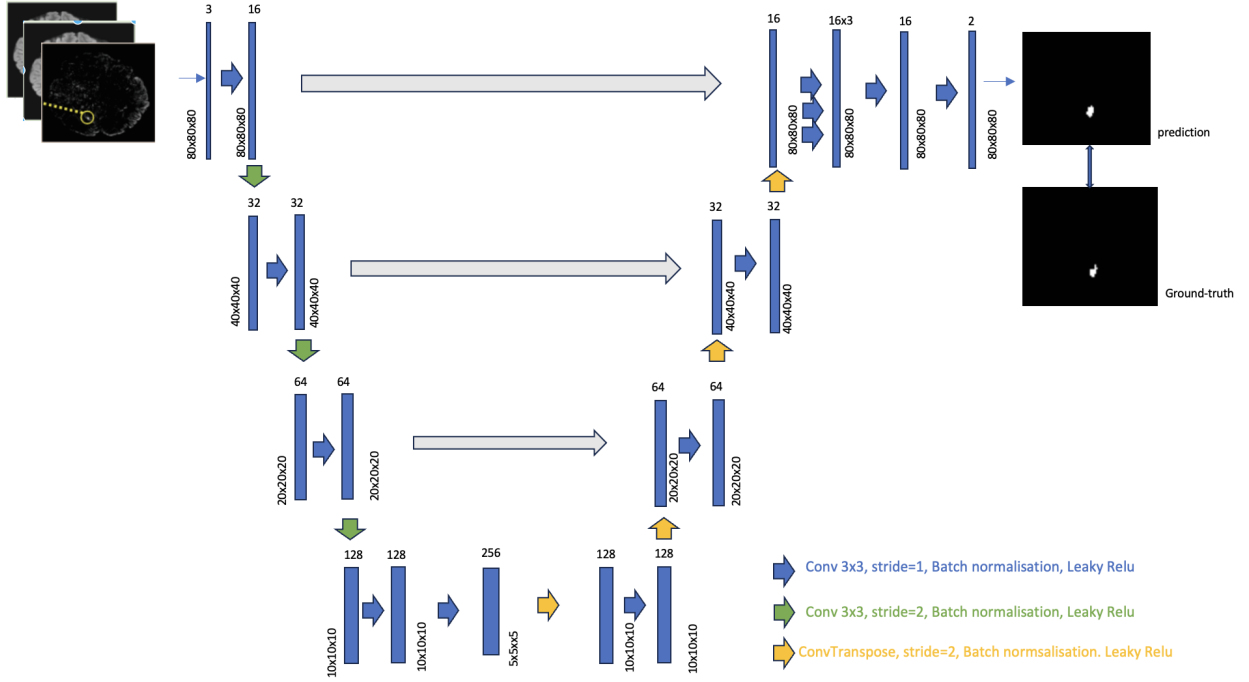 3
16
80x80x80
80x80x80
16
16x3
16
2
80x80x80
80x80x80
80x80x80
80x80x80
prediction
32
32
40x40x40
40x40x40
32
32
40x40x40
40x40x40
Ground-truth
64
64
20x20x20
20x20x20
64
64
20x20x20
20x20x20
128
128
256
128
128
10x10x10
10x10x10
5x5xx5
10x10x10
10x10x10
Conv 3x3, stride=1, Batch normalisation, Leaky Relu
Conv 3x3, stride=2, Batch normalisation, Leaky Relu
ConvTranspose, stride=2, Batch normsalisation. Leaky Relu